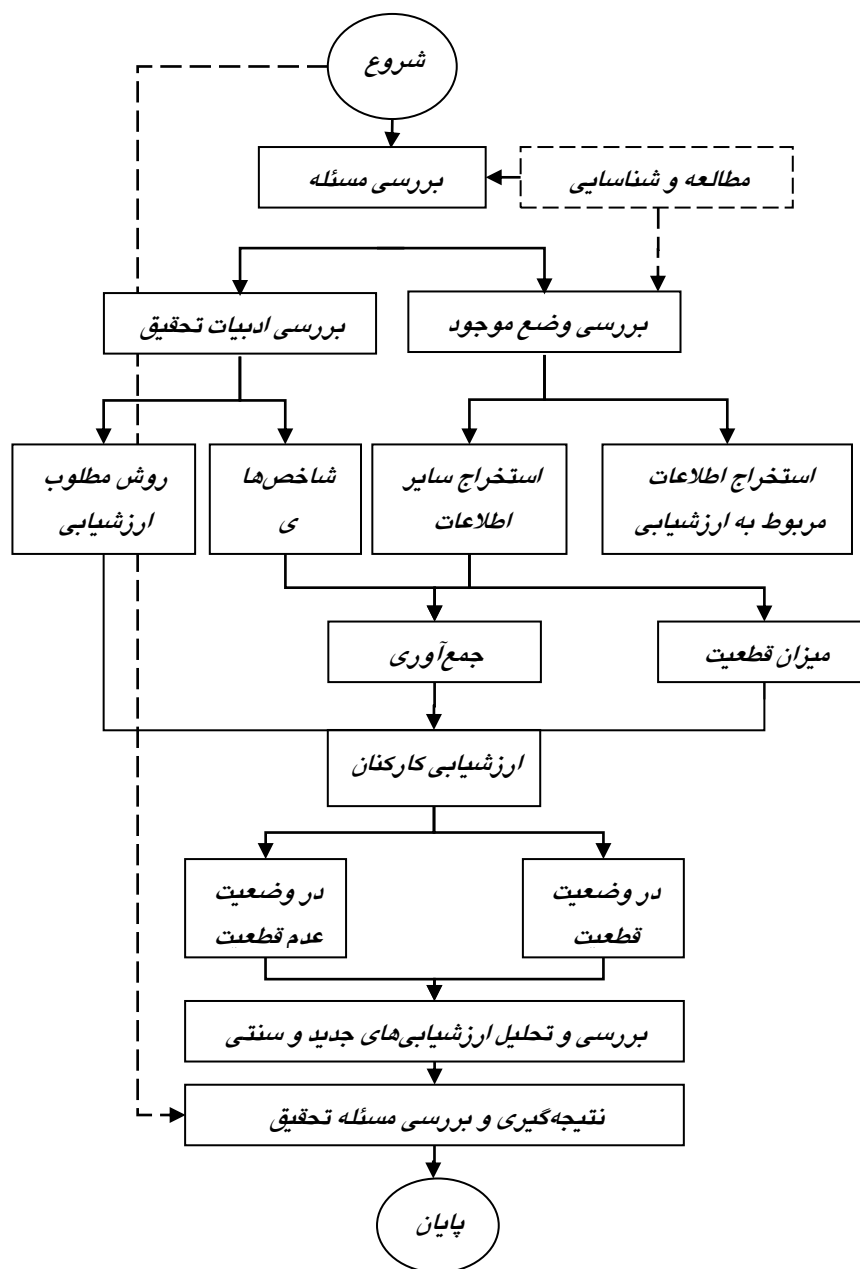 شروع
بررسی مسئله
مطالعه و شناسایی
بررسی وضع موجود
بررسی ادبیات تحقیق
استخراج اطلاعات
مربوط به ارزشیابی
استخراج سایر
اطلاعات
شاخص‌ها
ی
روش مطلوب
ارزشیابی
میزان قطعیت
جمع‌آوری
ارزشیابی کارکنان
در وضعیت
قطعیت
در وضعیت
عدم قطعیت
بررسی و تحلیل ارزشیابی‌های جدید و سنتی
نتیجه‌گیری و بررسی مسئله تحقیق
پایان